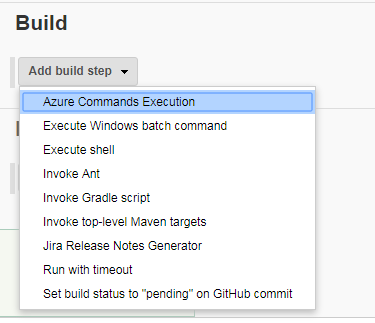 Build
Add build step
Azure Commands Execution
Execute Windows batch command
Execute shell
Invoke Ant
Invoke Gradle script
Invoke top-level Maven targets
Jira Release Notes Generator
Run with timeout
Set build status to "pending" on GitHub commit